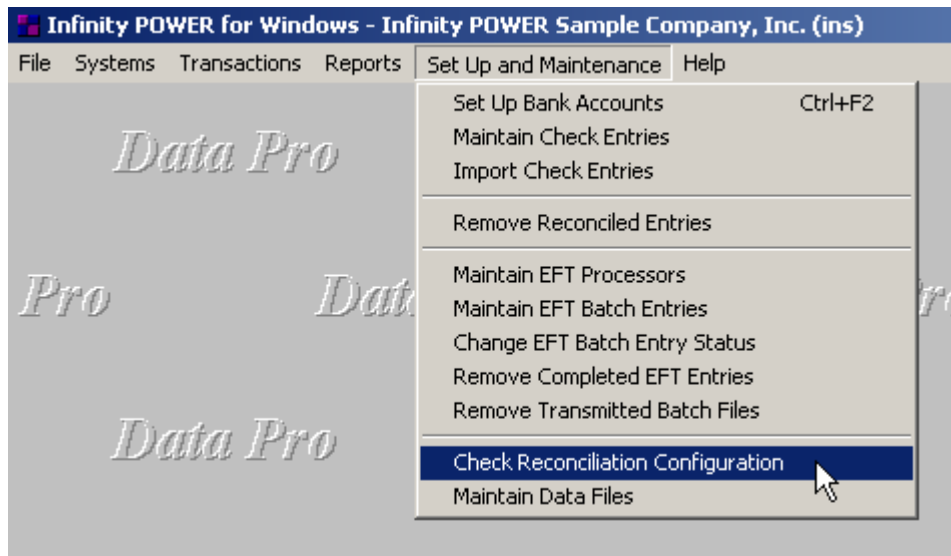 Infinity POWER for Windows - Infinity POWER Sample Company, Inc. (ins)
File Systems Transactions Reports Set Up and Maintenance Help
Set Up Bank Accounts Ctrl+F2
Maintain Check Entries
Import Check Entries
Remove Reconciled Entries
Maintain EFT Processors
Maintain EFT Batch Entries
Change EFT Batch Entry Status
Remove Completed EFT Entries
Remove Transmitted Batch Files
Check Reconciliation Configuration
Maintain Data Files
Data Pro
Pro Dat
Data Pro